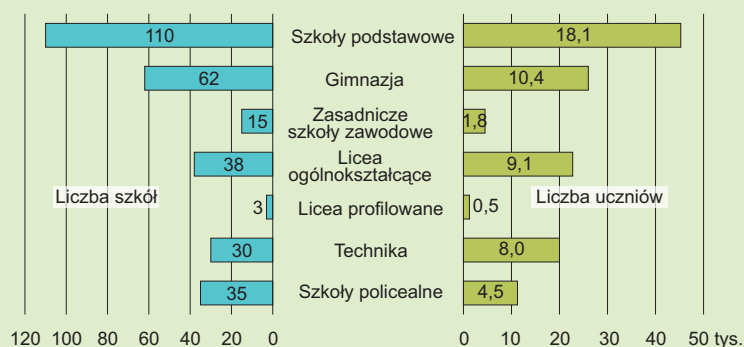 110 Szkoły podstawowe 18,1
62 Gimnazja 10,4
15 Zasadnicze szkoły zawodowe 1,8
38 Licea ogólnokształcące 9,1
Liczba szkół Liczba uczniów
3 Licea profilowane 0,5
30 Technika 8,0
35 Szkoły policealne 4,5
120 100 80 60 40 20 0 0 10 20 30 40 50 tys.